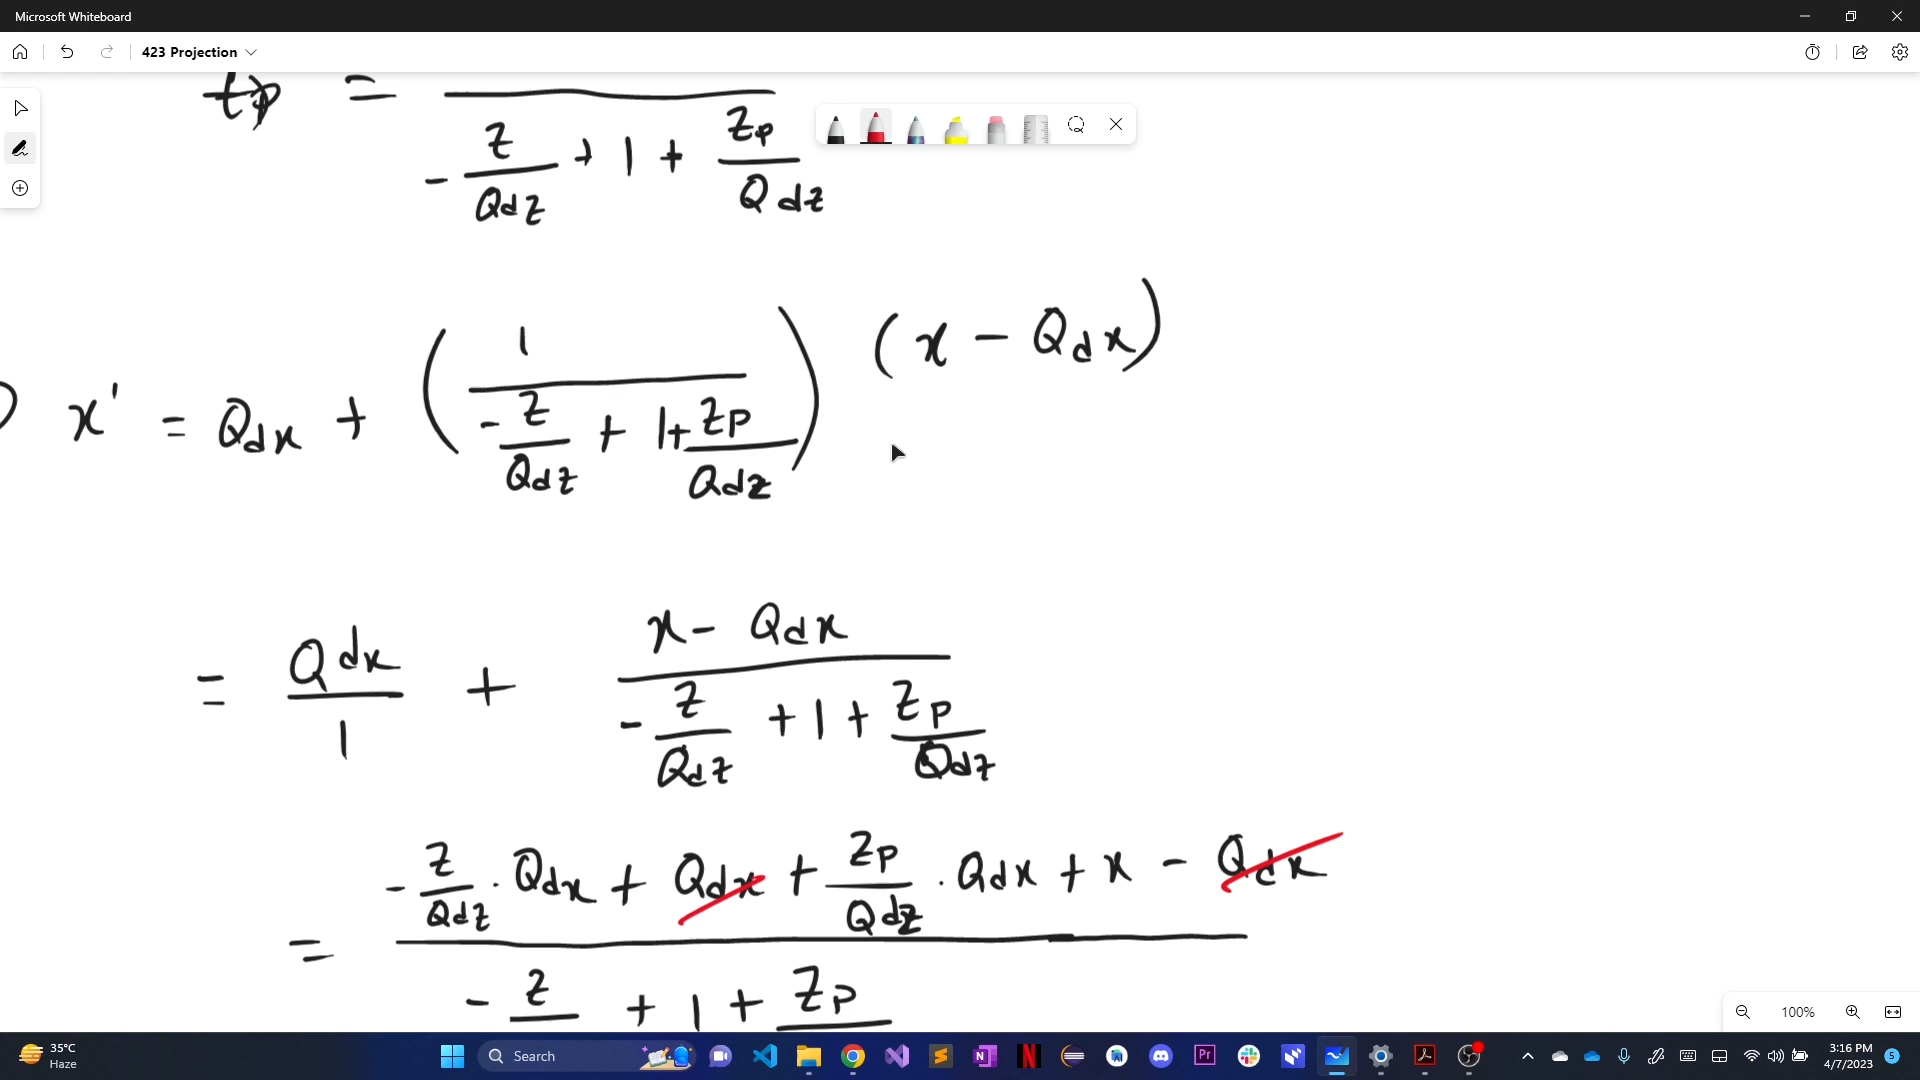 Microsoft Whiteboard
423 Projection
tp =
- z/Qdz + 1 + Zp/Qdz
x' = Qdx + ( 1 / ( - z/Qdz + 1 + Zp/Qdz ) ) (x - Qdx)
= Qdx/1 + (x - Qdx) / ( - z/Qdz + 1 + Zp/Qdz )
- z/Qdz · Qdx + Qdx + Zp/Qdz · Qdx + x - Qdx
=
- z + 1 + Zp
100%
35°C
Haze
Search
3:16 PM
4/7/2023
5